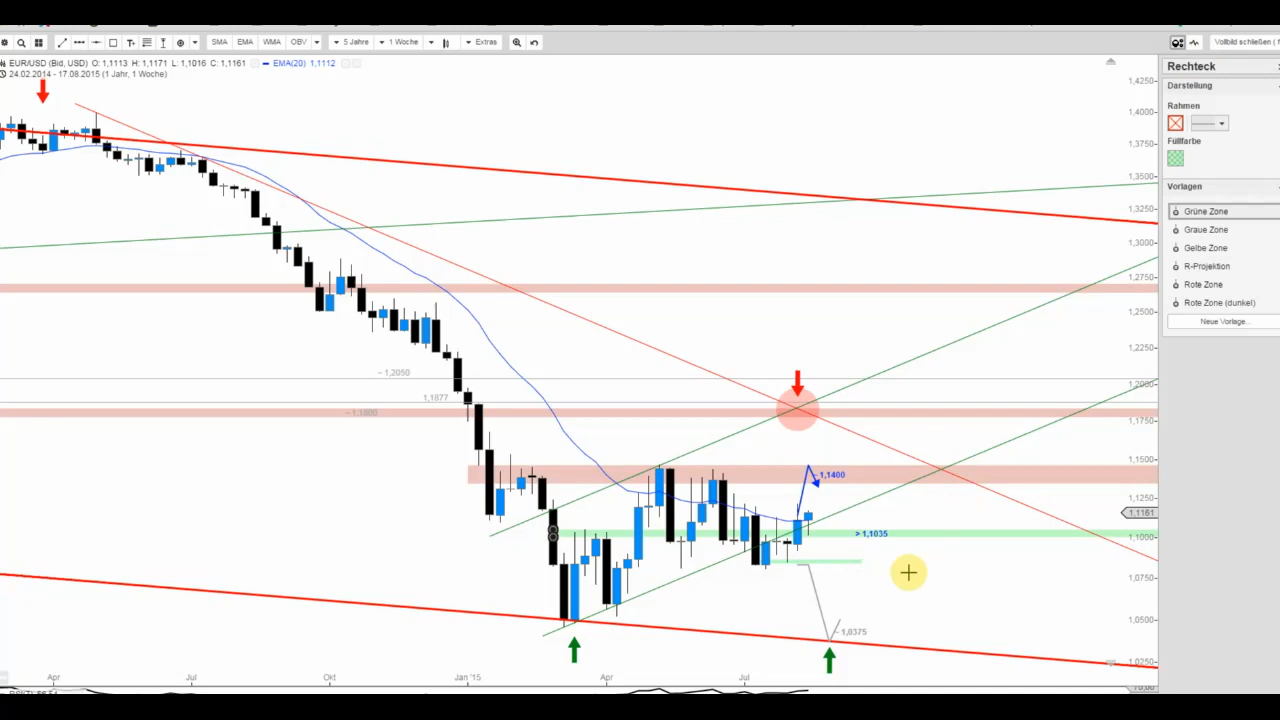 SMA EMA WMA OBV 5 Jahre 1 Woche Extras Vollbild schließen (
EUR/USD (Bid, USD) O: 1,1113 H: 1,1171 L: 1,1016 C: 1,1161 EMA(20) 1,1112
24.02.2014 - 17.08.2015 (1 Jahr, 1 Woche)
Rechteck
Darstellung
Rahmen
Füllfarbe
Vorlagen
Grüne Zone
Graue Zone
Gelbe Zone
R-Projektion
Rote Zone
Rote Zone (dunkel)
Neue Vorlage...
1,4250
1,4000
1,3750
1,3500
1,3250
1,3000
1,2750
1,2500
1,2250
1,2000
1,1750
1,1500
1,1250
1,1161
1,1000
1,0750
1,0500
1,0250
~ 1,2050
1,1877
~ 1,1800
~ 1,1400
> 1,1035
~ 1,0375
Apr Jul Okt Jan '15 Apr Jul